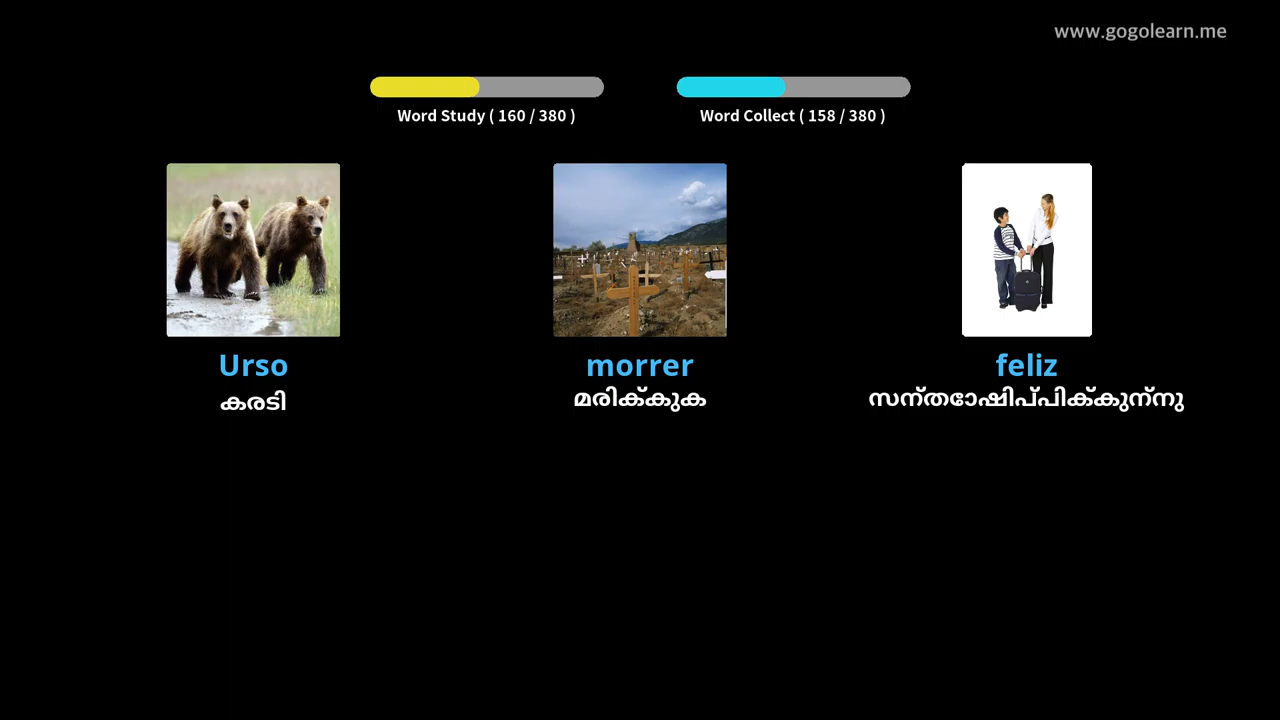 www.gogolearn.me
Word Study ( 160 / 380 )
Word Collect ( 158 / 380 )
Urso
morrer
feliz
കരടി
മരിക്കുക
സന്തോഷിപ്പിക്കുന്നു